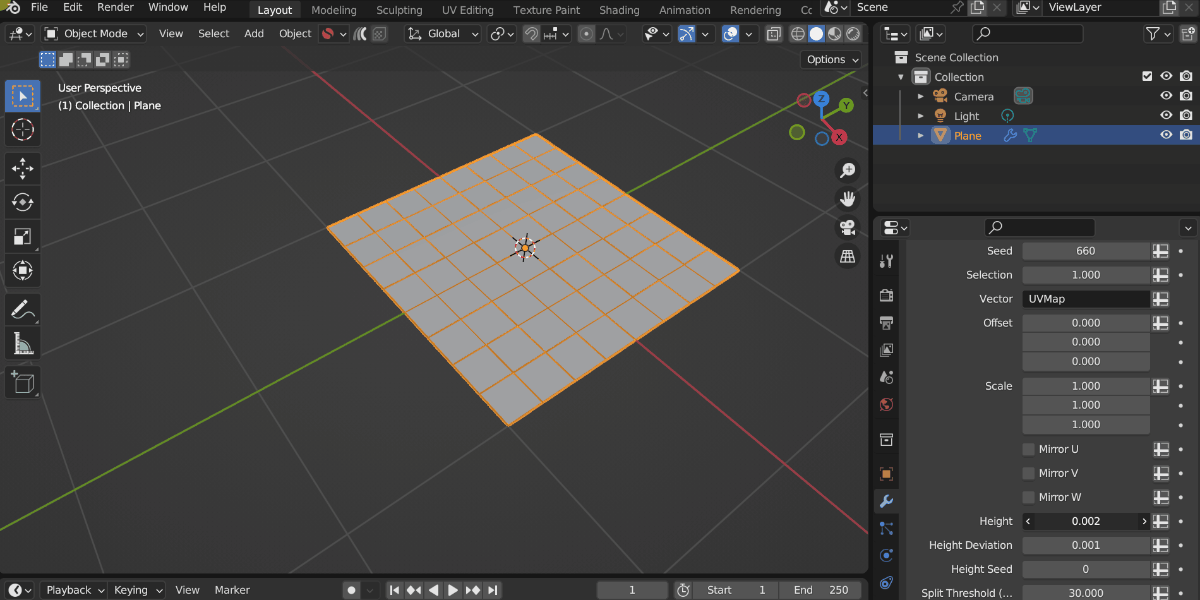 File Edit Render Window Help Layout Modeling Sculpting UV Editing Texture Paint Shading Animation Rendering Cc Scene ViewLayer
Object Mode View Select Add Object Global
Options
User Perspective
(1) Collection | Plane
Z
Y
X
Scene Collection
Collection
Camera
Light
Plane
Seed 660
Selection 1.000
Vector UVMap
Offset 0.000
0.000
0.000
Scale 1.000
1.000
1.000
Mirror U
Mirror V
Mirror W
Height 0.002
Height Deviation 0.001
Height Seed 0
Split Threshold (... 30.000
Playback Keying View Marker 1 Start 1 End 250